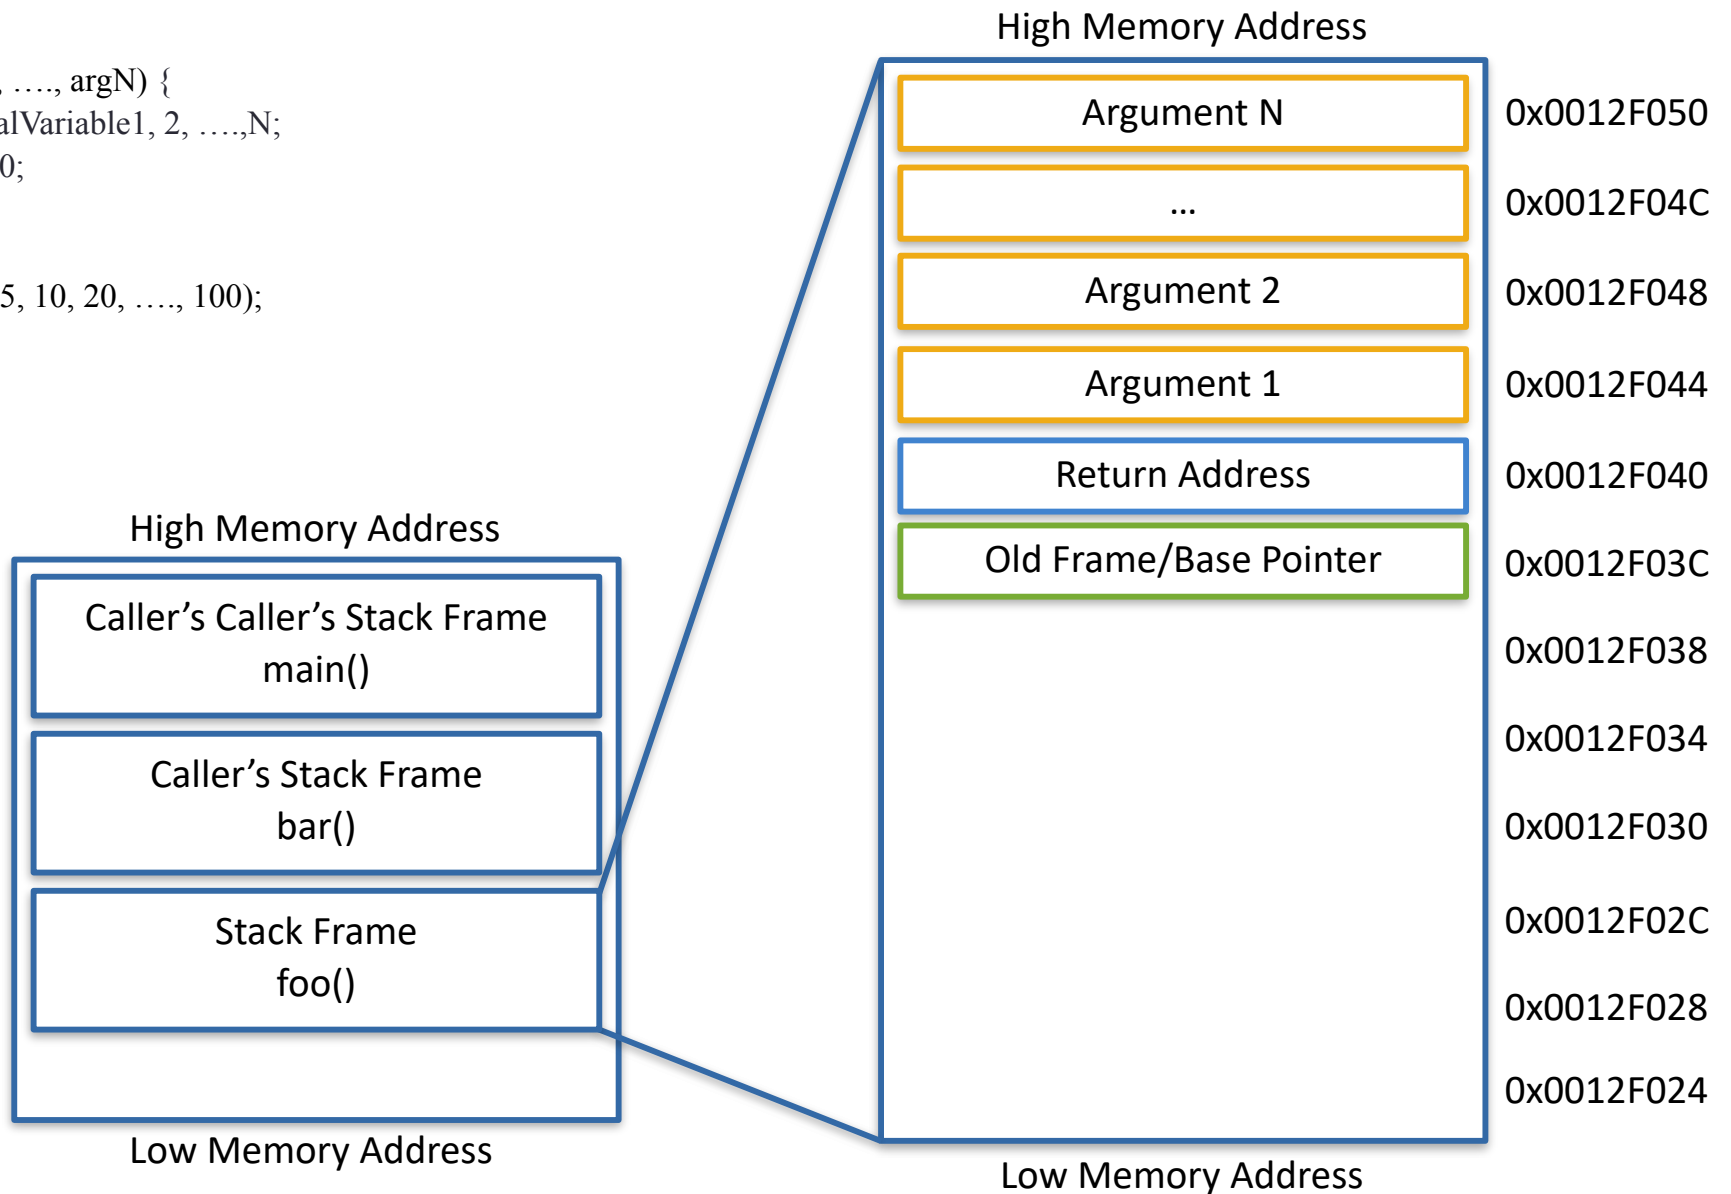 , …., argN) {
alVariable1, 2, ….,N;
0;
5, 10, 20, …., 100);
High Memory Address
Caller’s Caller’s Stack Frame
main()
Caller’s Stack Frame
bar()
Stack Frame
foo()
Low Memory Address
High Memory Address
Argument N 0x0012F050
… 0x0012F04C
Argument 2 0x0012F048
Argument 1 0x0012F044
Return Address 0x0012F040
Old Frame/Base Pointer 0x0012F03C
0x0012F038
0x0012F034
0x0012F030
0x0012F02C
0x0012F028
0x0012F024
Low Memory Address